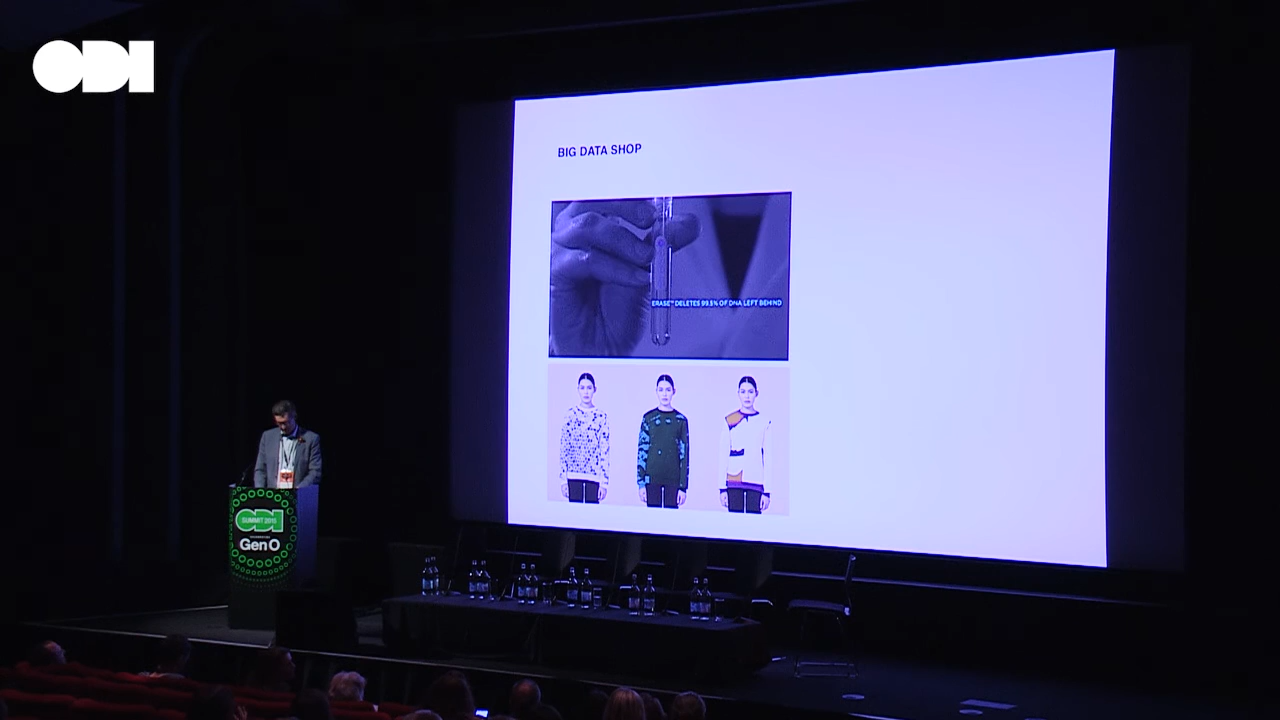 ODI
BIG DATA SHOP
ERASE™ DELETES 99.5% OF DNA LEFT BEHIND
ODI
SUMMIT 2015
Gen O